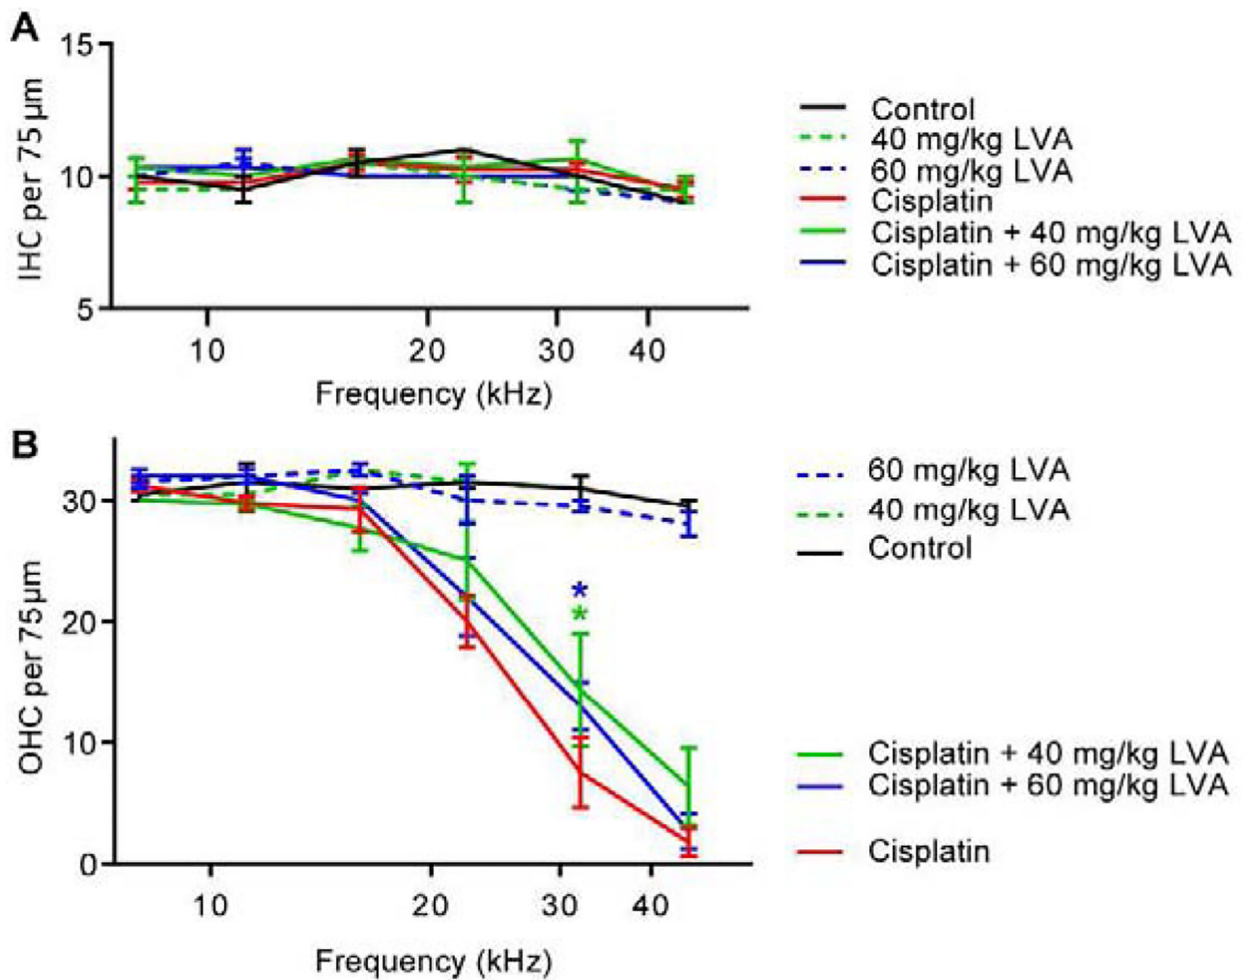 A
15
10
5
IHC per 75 µm
10 20 30 40
Frequency (kHz)
Control
40 mg/kg LVA
60 mg/kg LVA
Cisplatin
Cisplatin + 40 mg/kg LVA
Cisplatin + 60 mg/kg LVA
B
30
20
10
0
OHC per 75µm
10 20 30 40
Frequency (kHz)
*
*
60 mg/kg LVA
40 mg/kg LVA
Control
Cisplatin + 40 mg/kg LVA
Cisplatin + 60 mg/kg LVA
Cisplatin